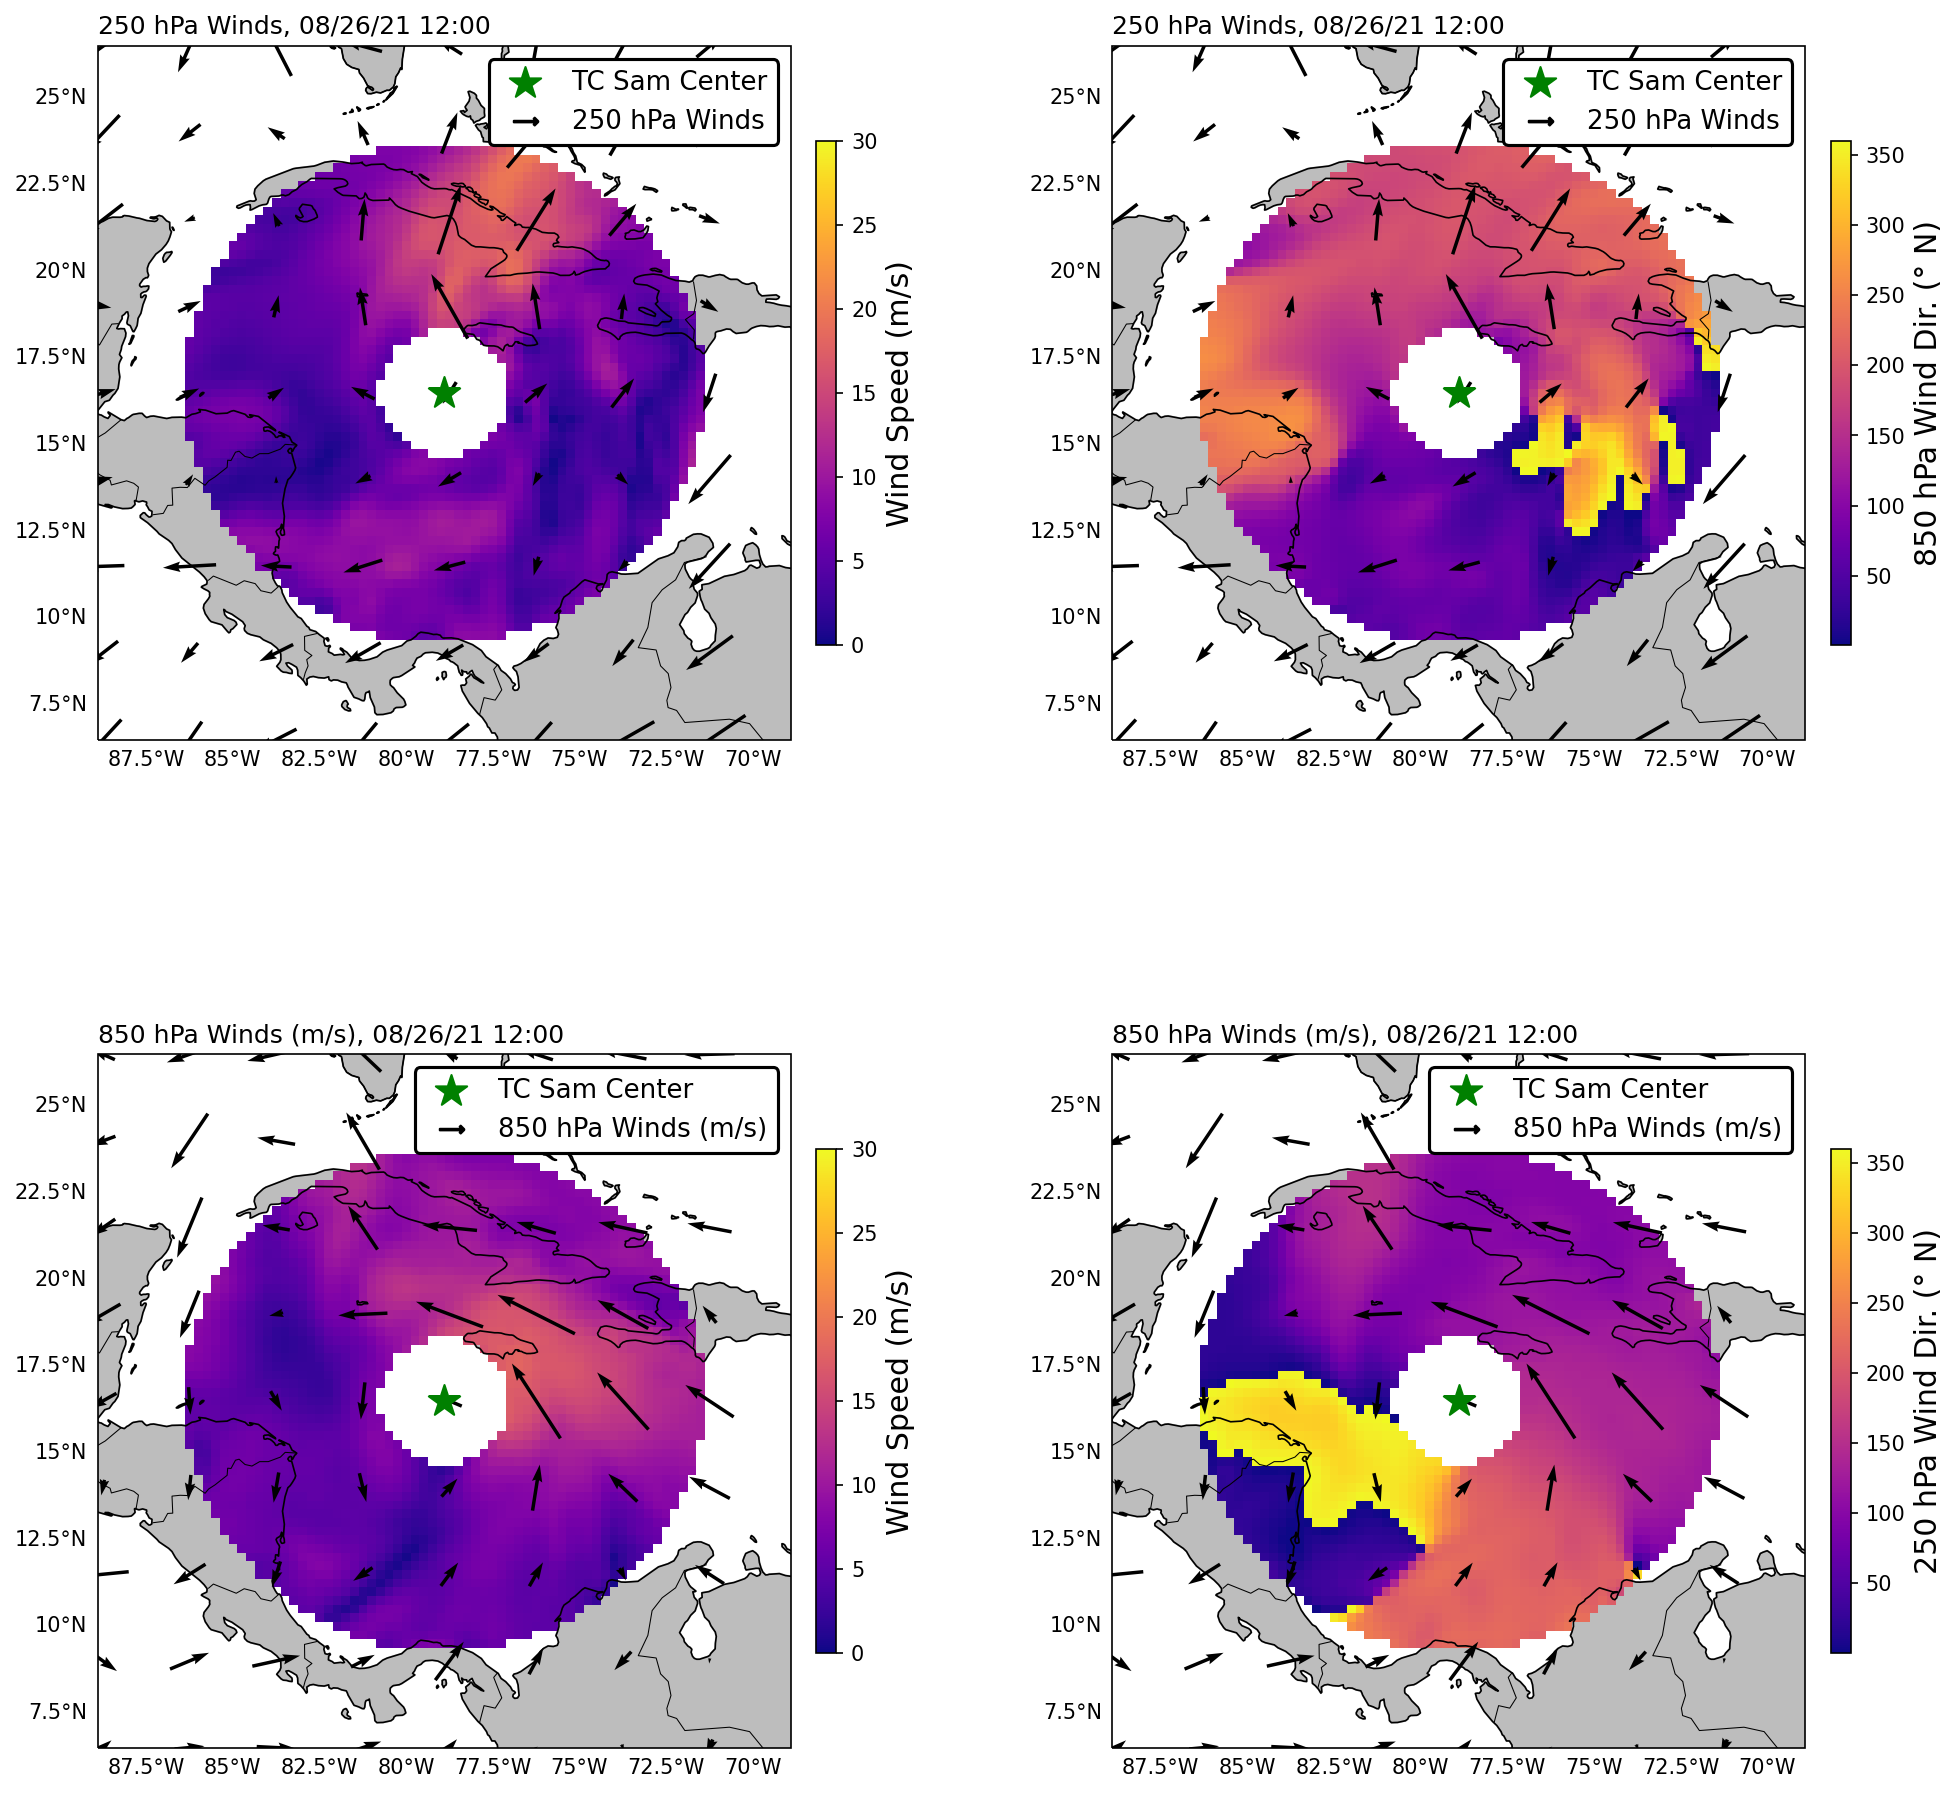 250 hPa Winds, 08/26/21 12:00
TC Sam Center
250 hPa Winds
25°N
22.5°N
20°N
17.5°N
15°N
12.5°N
10°N
7.5°N
87.5°W 85°W 82.5°W 80°W 77.5°W 75°W 72.5°W 70°W
30
25
20
15
10
5
0
Wind Speed (m/s)
250 hPa Winds, 08/26/21 12:00
TC Sam Center
250 hPa Winds
25°N
22.5°N
20°N
17.5°N
15°N
12.5°N
10°N
7.5°N
87.5°W 85°W 82.5°W 80°W 77.5°W 75°W 72.5°W 70°W
350
300
250
200
150
100
50
850 hPa Wind Dir. (° N)
850 hPa Winds (m/s), 08/26/21 12:00
TC Sam Center
850 hPa Winds (m/s)
25°N
22.5°N
20°N
17.5°N
15°N
12.5°N
10°N
7.5°N
87.5°W 85°W 82.5°W 80°W 77.5°W 75°W 72.5°W 70°W
30
25
20
15
10
5
0
Wind Speed (m/s)
850 hPa Winds (m/s), 08/26/21 12:00
TC Sam Center
850 hPa Winds (m/s)
25°N
22.5°N
20°N
17.5°N
15°N
12.5°N
10°N
7.5°N
87.5°W 85°W 82.5°W 80°W 77.5°W 75°W 72.5°W 70°W
350
300
250
200
150
100
50
250 hPa Wind Dir. (° N)